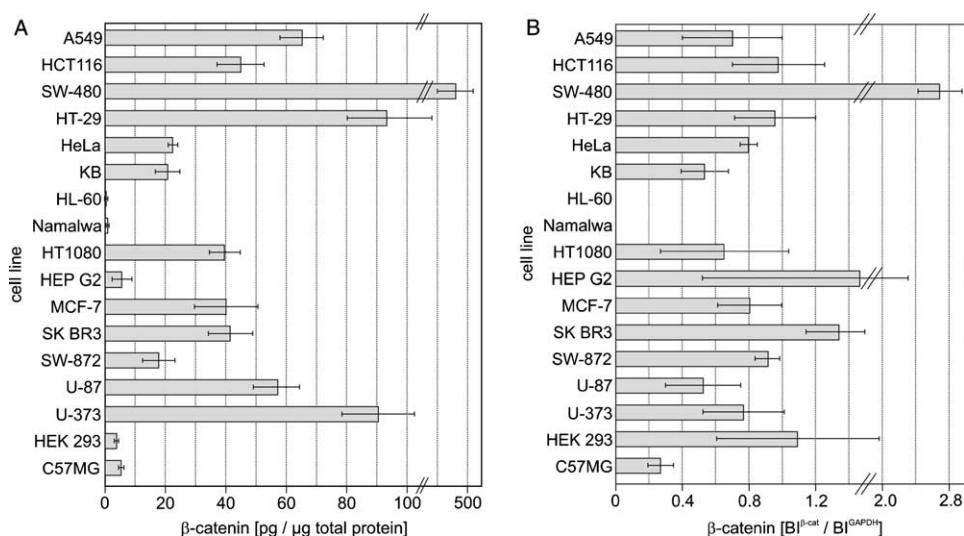 A
A549
HCT116
SW-480
HT-29
HeLa
KB
HL-60
Namalwa
HT1080
HEP G2
MCF-7
SK BR3
SW-872
U-87
U-373
HEK 293
C57MG
cell line
0 20 40 60 80 100 500
β-catenin [pg / µg total protein]
B
A549
HCT116
SW-480
HT-29
HeLa
KB
HL-60
Namalwa
HT1080
HEP G2
MCF-7
SK BR3
SW-872
U-87
U-373
HEK 293
C57MG
cell line
0 0.4 0.8 1.2 2.0 2.8
β-catenin [BI^β-cat / BI^GAPDH]